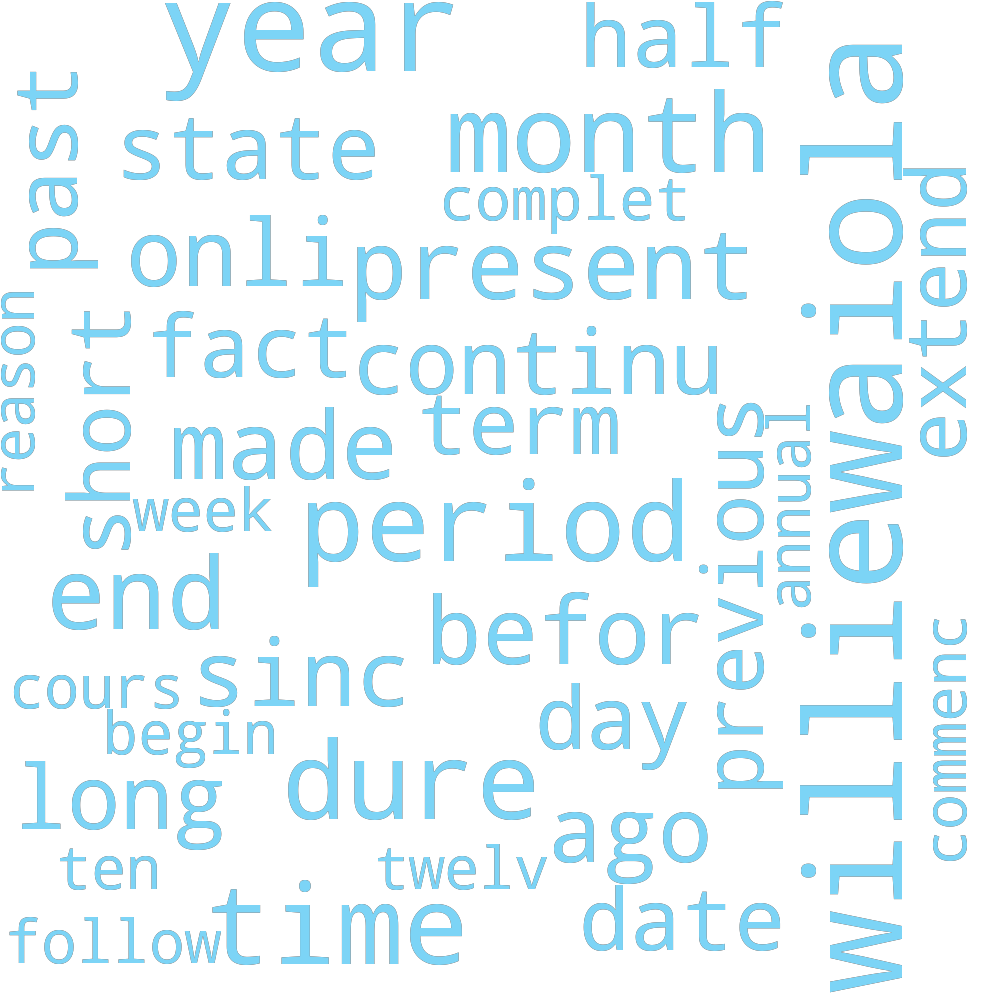 year
half
past
state
month
williewaiola
complet
extend
onli
present
reason
short
fact
continu
made
term
previous
annual
week
period
end
befor
commenc
sinc
cours
day
begin
dure
long
ago
ten
twelv
time
date
follow